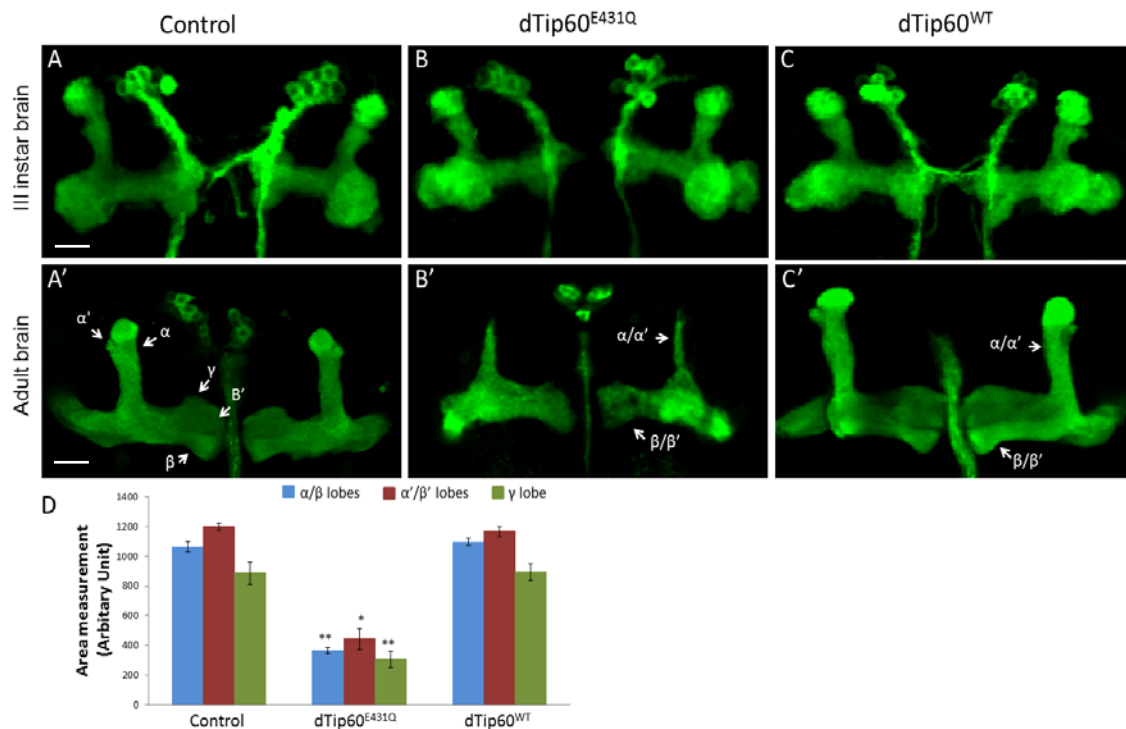 Control dTip60E431Q dTip60WT
III instar brain
A B C
Adult brain
A' B' C'
α' α γ B' β
α/α' β/β'
α/α' β/β'
D
α/β lobes α'/β' lobes γ lobe
Area measurement
(Arbitary Unit)
1400
1200
1000
800
600
400
200
0
** * **
Control dTip60E431Q dTip60WT